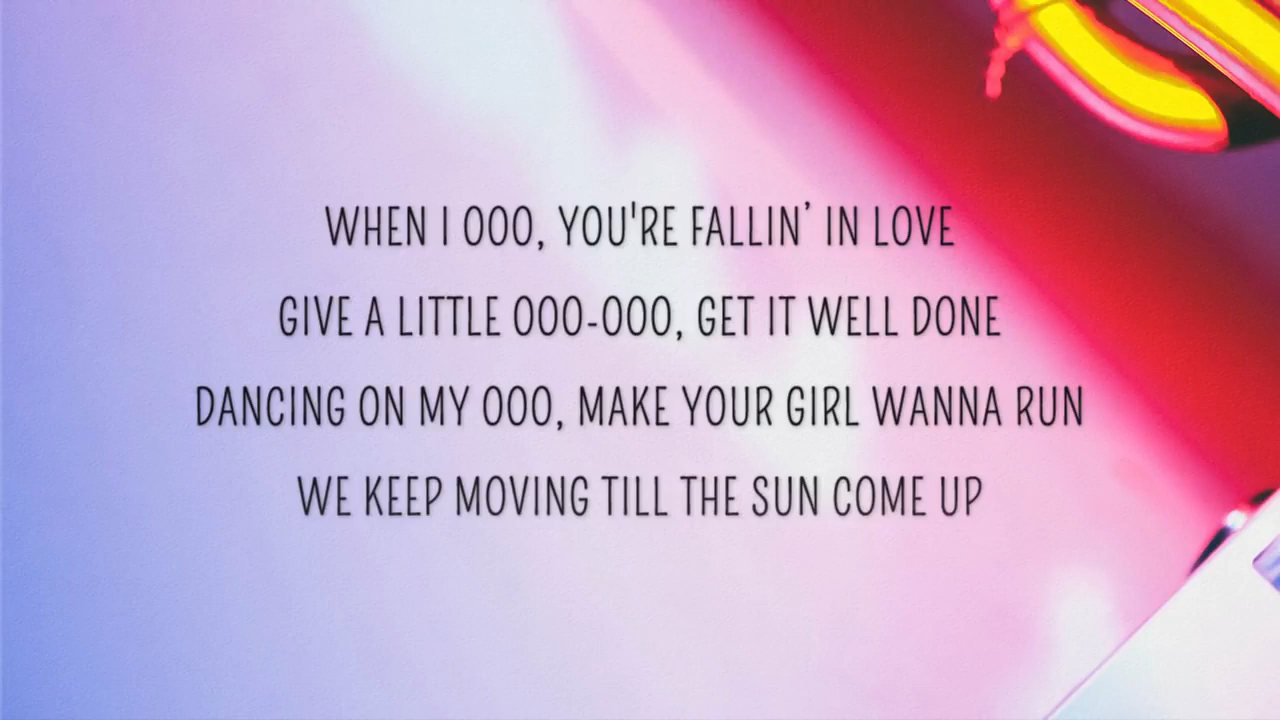 WHEN I OOO, YOU'RE FALLIN’ IN LOVE
GIVE A LITTLE OOO-OOO, GET IT WELL DONE
DANCING ON MY OOO, MAKE YOUR GIRL WANNA RUN
WE KEEP MOVING TILL THE SUN COME UP